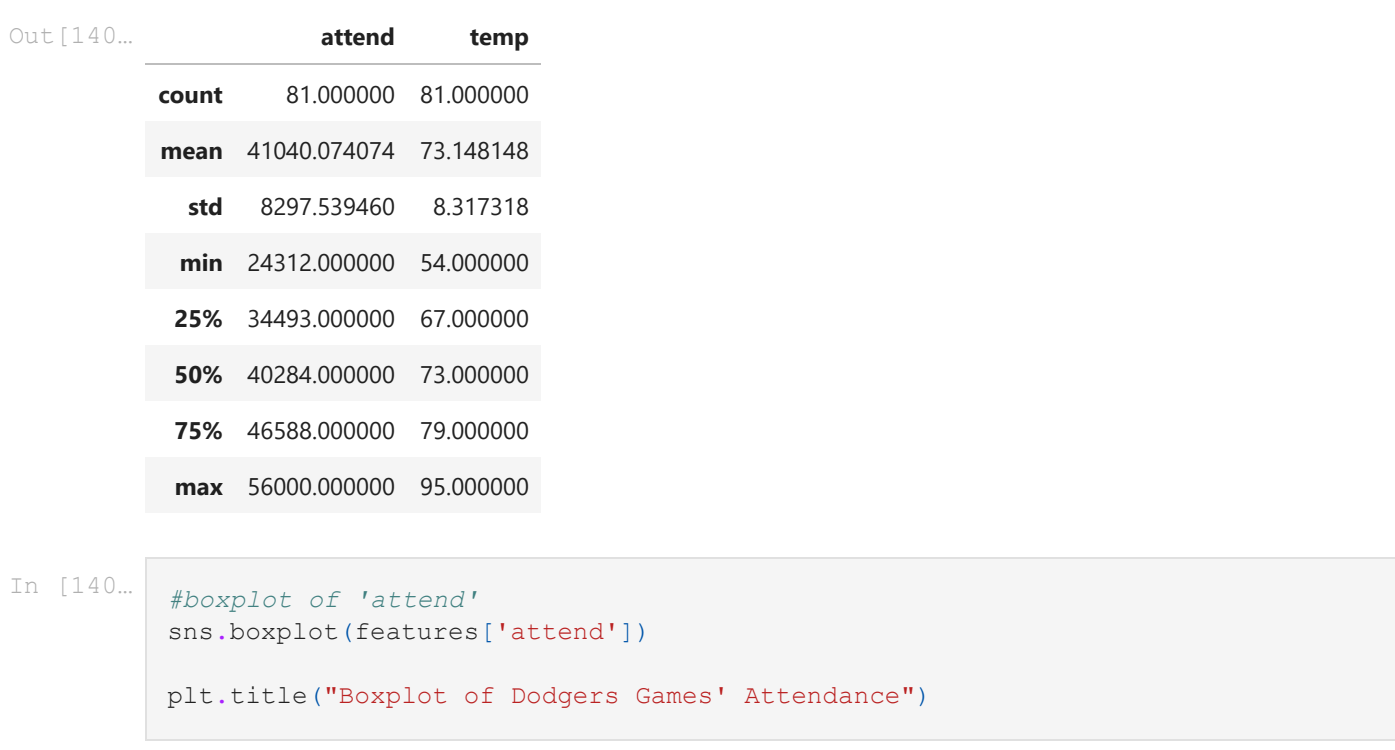 Out[140…
attend temp
count 81.000000 81.000000
mean 41040.074074 73.148148
std 8297.539460 8.317318
min 24312.000000 54.000000
25% 34493.000000 67.000000
50% 40284.000000 73.000000
75% 46588.000000 79.000000
max 56000.000000 95.000000
In [140…
#boxplot of 'attend'
sns.boxplot(features['attend'])
plt.title("Boxplot of Dodgers Games' Attendance")